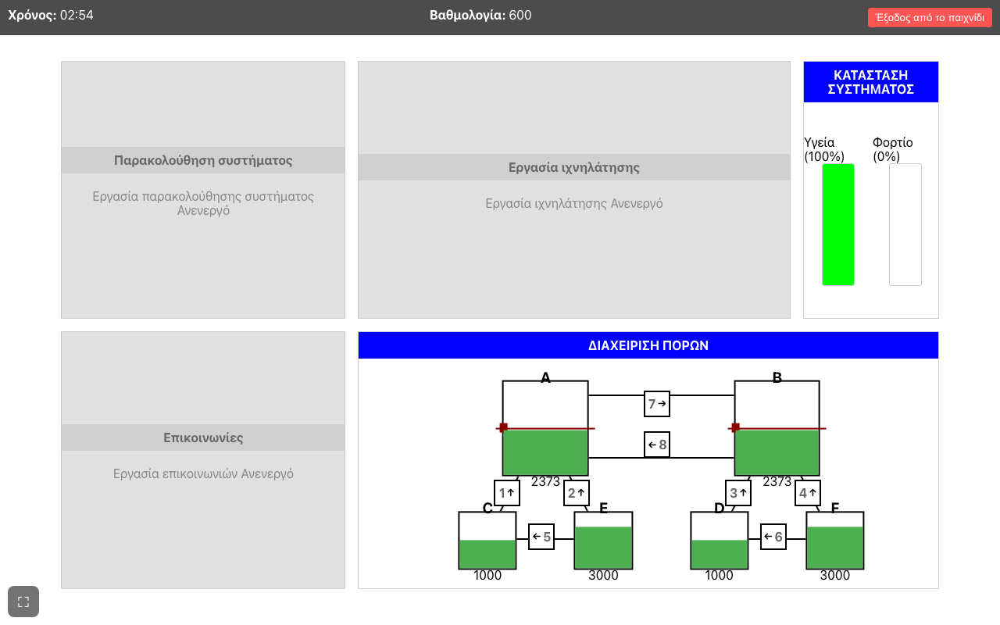 Χρόνος: 02:54
Βαθμολογία: 600
Έξοδος από το παιχνίδι
Παρακολούθηση συστήματος
Εργασία παρακολούθησης συστήματος
Ανενεργό
Εργασία ιχνηλάτησης
Εργασία ιχνηλάτησης Ανενεργό
ΚΑΤΑΣΤΑΣΗ
ΣΥΣΤΗΜΑΤΟΣ
Υγεία
(100%)
Φορτίο
(0%)
Επικοινωνίες
Εργασία επικοινωνιών Ανενεργό
ΔΙΑΧΕΙΡΙΣΗ ΠΟΡΩΝ
A
B
7→
←8
2373
2373
1↑
2↑
3↑
4↑
C
E
D
F
←5
←6
1000
3000
1000
3000